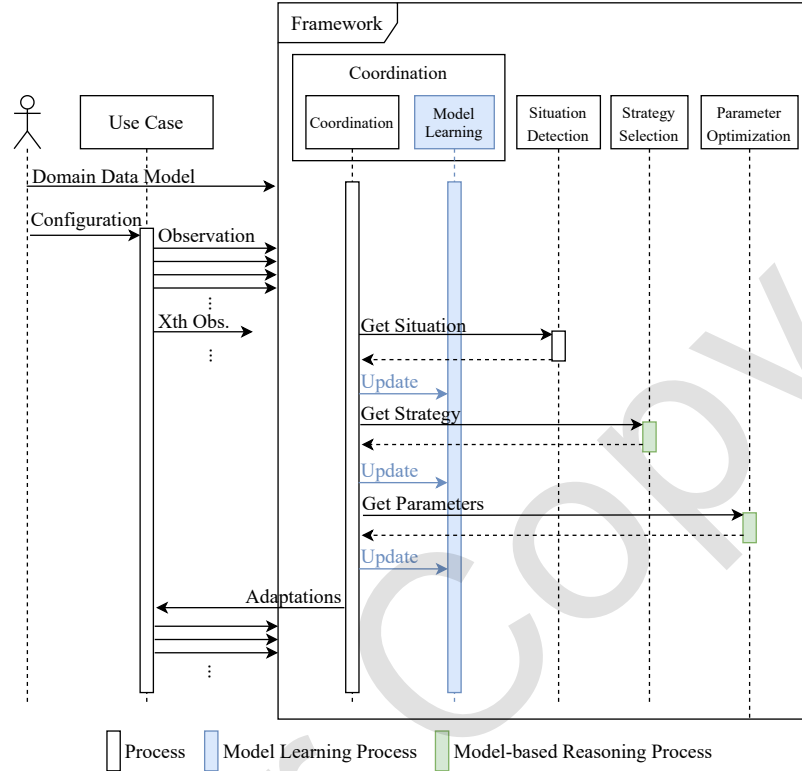 Framework
Coordination
Use Case
Coordination
Model
Learning
Situation
Detection
Strategy
Selection
Parameter
Optimization
Domain Data Model
Configuration
Observation
...
Xth Obs.
...
Get Situation
Update
Get Strategy
Update
Get Parameters
Update
Adaptations
...
Process
Model Learning Process
Model-based Reasoning Process
Copy